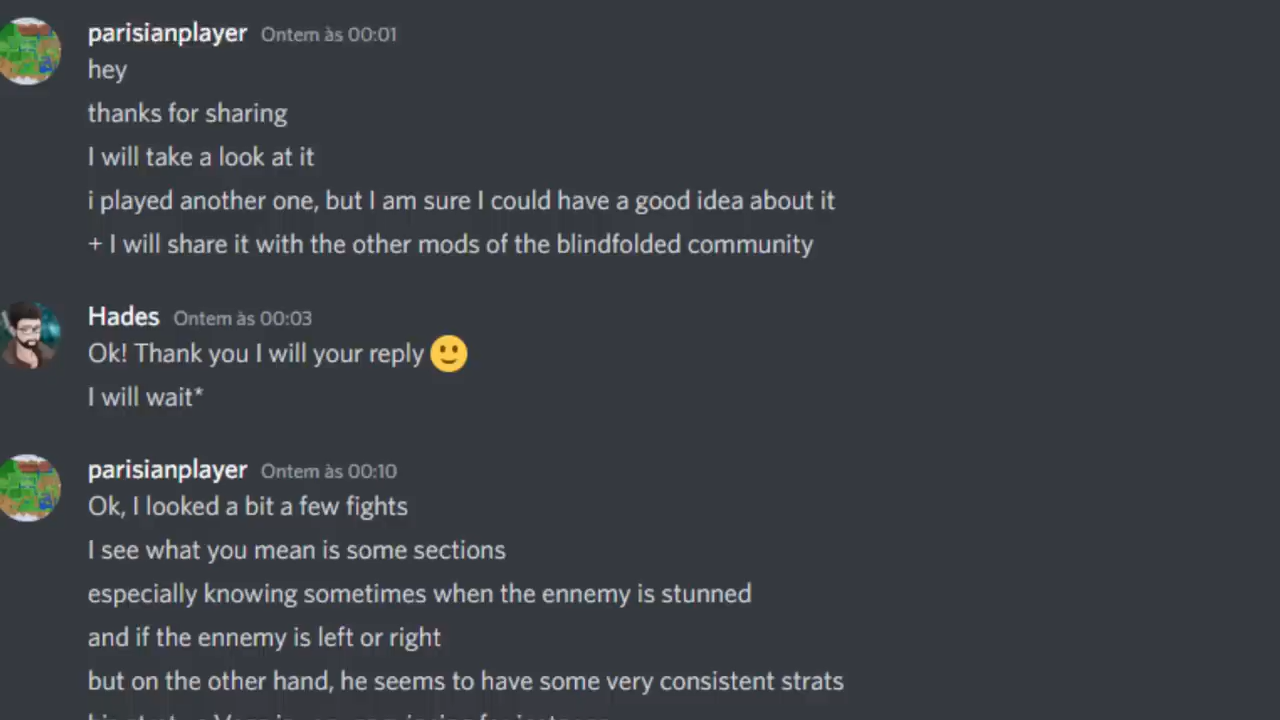 parisianplayer Ontem às 00:01
hey
thanks for sharing
I will take a look at it
i played another one, but I am sure I could have a good idea about it
+ I will share it with the other mods of the blindfolded community
Hades Ontem às 00:03
Ok! Thank you I will your reply
I will wait*
parisianplayer Ontem às 00:10
Ok, I looked a bit a few fights
I see what you mean is some sections
especially knowing sometimes when the ennemy is stunned
and if the ennemy is left or right
but on the other hand, he seems to have some very consistent strats